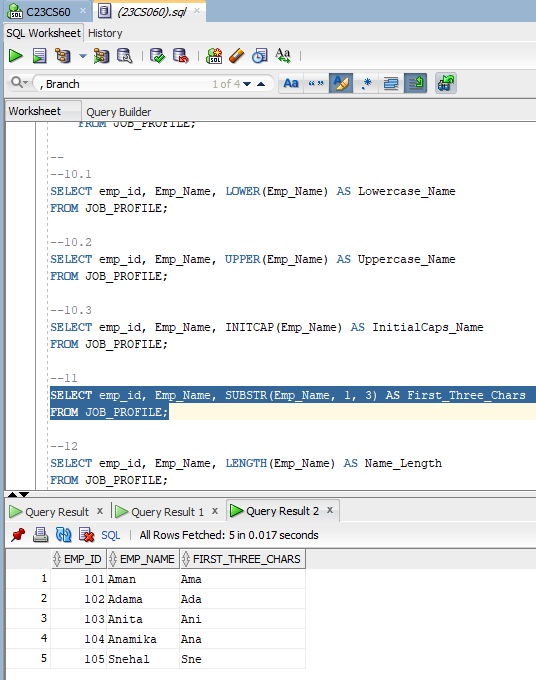 C23CS60 × (23CS060).sql ×
SQL Worksheet History
Aa
, Branch 1 of 4 Aa “” .*
Worksheet Query Builder
FROM JOB_PROFILE;
--
--10.1
SELECT emp_id, Emp_Name, LOWER(Emp_Name) AS Lowercase_Name
FROM JOB_PROFILE;
--10.2
SELECT emp_id, Emp_Name, UPPER(Emp_Name) AS Uppercase_Name
FROM JOB_PROFILE;
--10.3
SELECT emp_id, Emp_Name, INITCAP(Emp_Name) AS InitialCaps_Name
FROM JOB_PROFILE;
--11
SELECT emp_id, Emp_Name, SUBSTR(Emp_Name, 1, 3) AS First_Three_Chars
FROM JOB_PROFILE;
--12
SELECT emp_id, Emp_Name, LENGTH(Emp_Name) AS Name_Length
FROM JOB_PROFILE;
Query Result × Query Result 1 × Query Result 2 ×
SQL | All Rows Fetched: 5 in 0.017 seconds
EMP_ID EMP_NAME FIRST_THREE_CHARS
1 101 Aman Ama
2 102 Adama Ada
3 103 Anita Ani
4 104 Anamika Ana
5 105 Snehal Sne